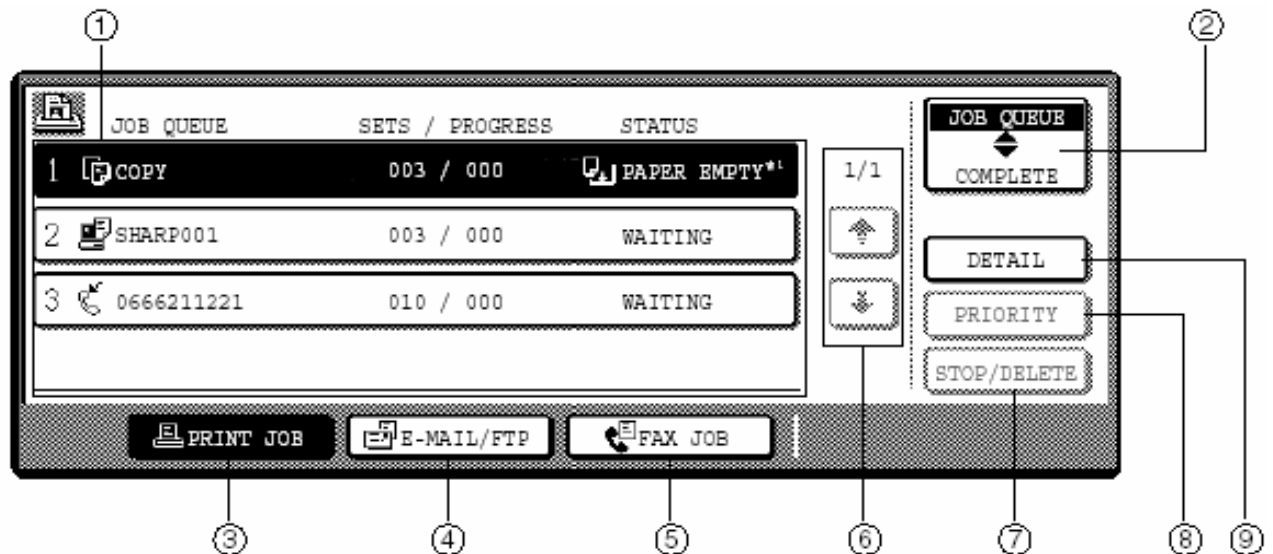 ① ②
JOB QUEUE SETS / PROGRESS STATUS
1 COPY 003 / 000 PAPER EMPTY*1
2 SHARP001 003 / 000 WAITING
3 0666211221 010 / 000 WAITING
1/1
JOB QUEUE
COMPLETE
DETAIL
PRIORITY
STOP/DELETE
PRINT JOB E-MAIL/FTP FAX JOB
③ ④ ⑤ ⑥ ⑦ ⑧ ⑨